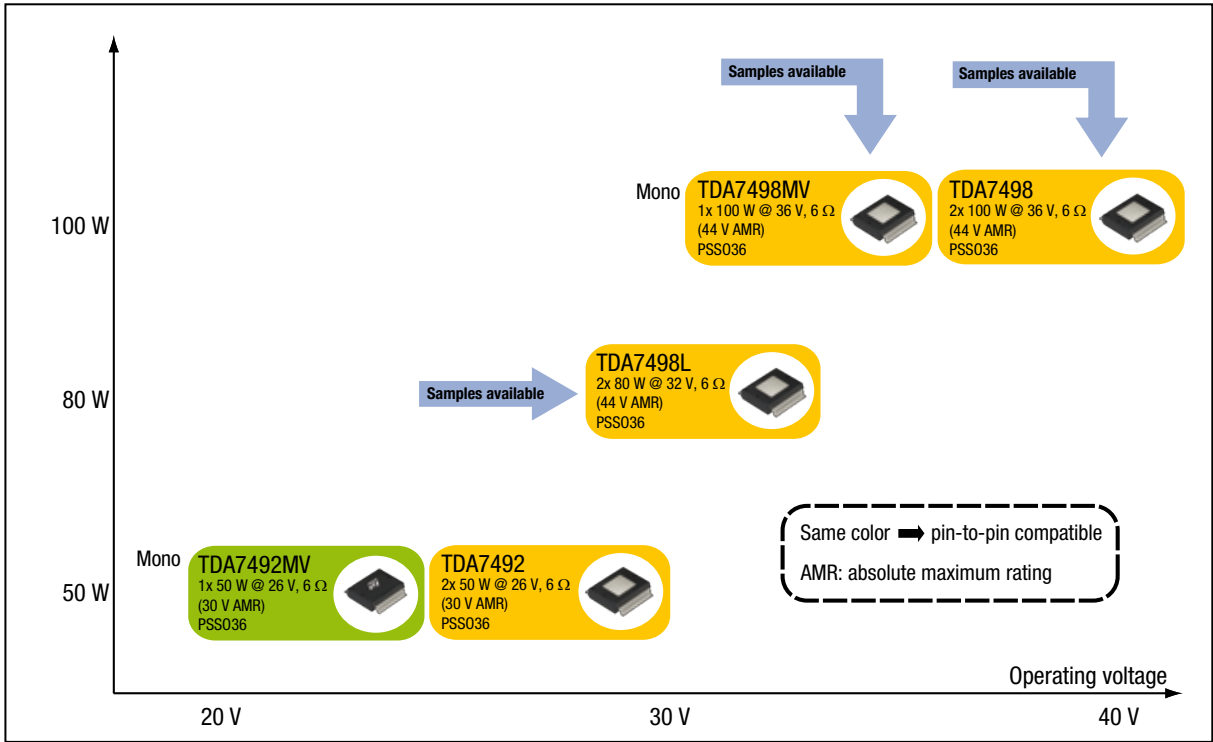 Samples available
Samples available
Mono
TDA7498MV
1x 100 W @ 36 V, 6 Ω
(44 V AMR)
PSSO36
TDA7498
2x 100 W @ 36 V, 6 Ω
(44 V AMR)
PSSO36
100 W
TDA7498L
2x 80 W @ 32 V, 6 Ω
(44 V AMR)
PSSO36
Samples available
80 W
Same color ➡ pin-to-pin compatible
AMR: absolute maximum rating
Mono
TDA7492MV
1x 50 W @ 26 V, 6 Ω
(30 V AMR)
PSSO36
TDA7492
2x 50 W @ 26 V, 6 Ω
(30 V AMR)
PSSO36
50 W
Operating voltage
20 V
30 V
40 V